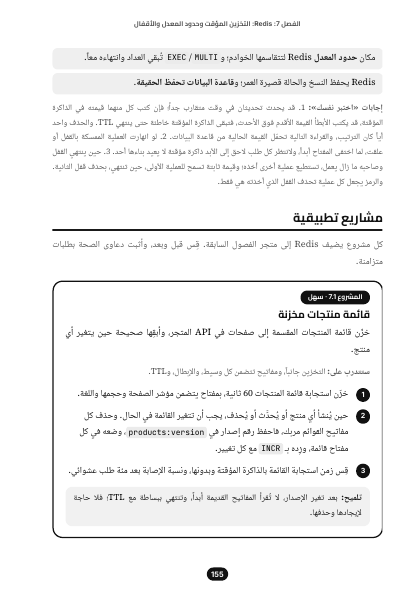 الفصل 7: Redis: التخزين المؤقت وحدود المعدل والأقفال
مكان حدود المعدل Redis لتتقاسمها الخوادم؛ و MULTI / EXEC تُبقي العداد وانتهاءه معاً.
Redis يحفظ النسخ والحالة قصيرة العمر؛ وقاعدة البيانات تحفظ الحقيقة.
إجابات «اختبر نفسك»: 1. قد يحدث تحديثان في وقت متقارب جداً؛ فإن كتب كل منهما قيمته في الذاكرة
المؤقتة، قد يكتب الأبطأ القيمة الأقدم فوق الأحدث، فتبقى الذاكرة المؤقتة خاطئة حتى ينتهي TTL. والحذف واحد
أياً كان الترتيب، والقراءة التالية تحمّل القيمة الحالية من قاعدة البيانات. 2. لو انهارت العملية الممسكة بالقفل أو
علقت، لما اختفى المفتاح أبداً، ولانتظر كل طلب لاحق إلى الأبد ذاكرة مؤقتة لا يعيد بناءها أحد. 3. حين ينتهي القفل
وصاحبه ما زال يعمل، تستطيع عملية أخرى أخذه؛ وقيمة ثابتة تسمح للعملية الأولى، حين تنتهي، بحذف قفل الثانية.
والرمز يجعل كل عملية تحذف القفل الذي أخذته هي فقط.
مشاريع تطبيقية
كل مشروع يضيف Redis إلى متجر الفصول السابقة. قِس قبل وبعد، وأثبت دعاوى الصحة بطلبات
متزامنة.
المشروع 7.1 · سهل
قائمة منتجات مخزنة
خزّن قائمة المنتجات المقسمة إلى صفحات في API المتجر، وأبقِها صحيحة حين يتغير أي
منتج.
ستتدرب على: التخزين جانباً، ومفاتيح تتضمن كل وسيط، والإبطال، وTTL.
1 خزّن استجابة قائمة المنتجات 60 ثانية، بمفتاح يتضمن مؤشر الصفحة وحجمها واللغة.
2 حين يُنشأ أي منتج أو يُحدَّث أو يُحذف، يجب أن تتغير القائمة في الحال. وحذف كل
مفاتيح القوائم مربك، فاحفظ رقم إصدار في products:version، وضعه في كل
مفتاح قائمة، وزِده بـ INCR مع كل تغيير.
3 قِس زمن استجابة القائمة بالذاكرة المؤقتة وبدونها، ونسبة الإصابة بعد مئة طلب عشوائي.
تلميح: بعد تغير الإصدار، لا تُقرأ المفاتيح القديمة أبداً، وتنتهي ببساطة مع TTL؛ فلا حاجة
لإيجادها وحذفها.
155